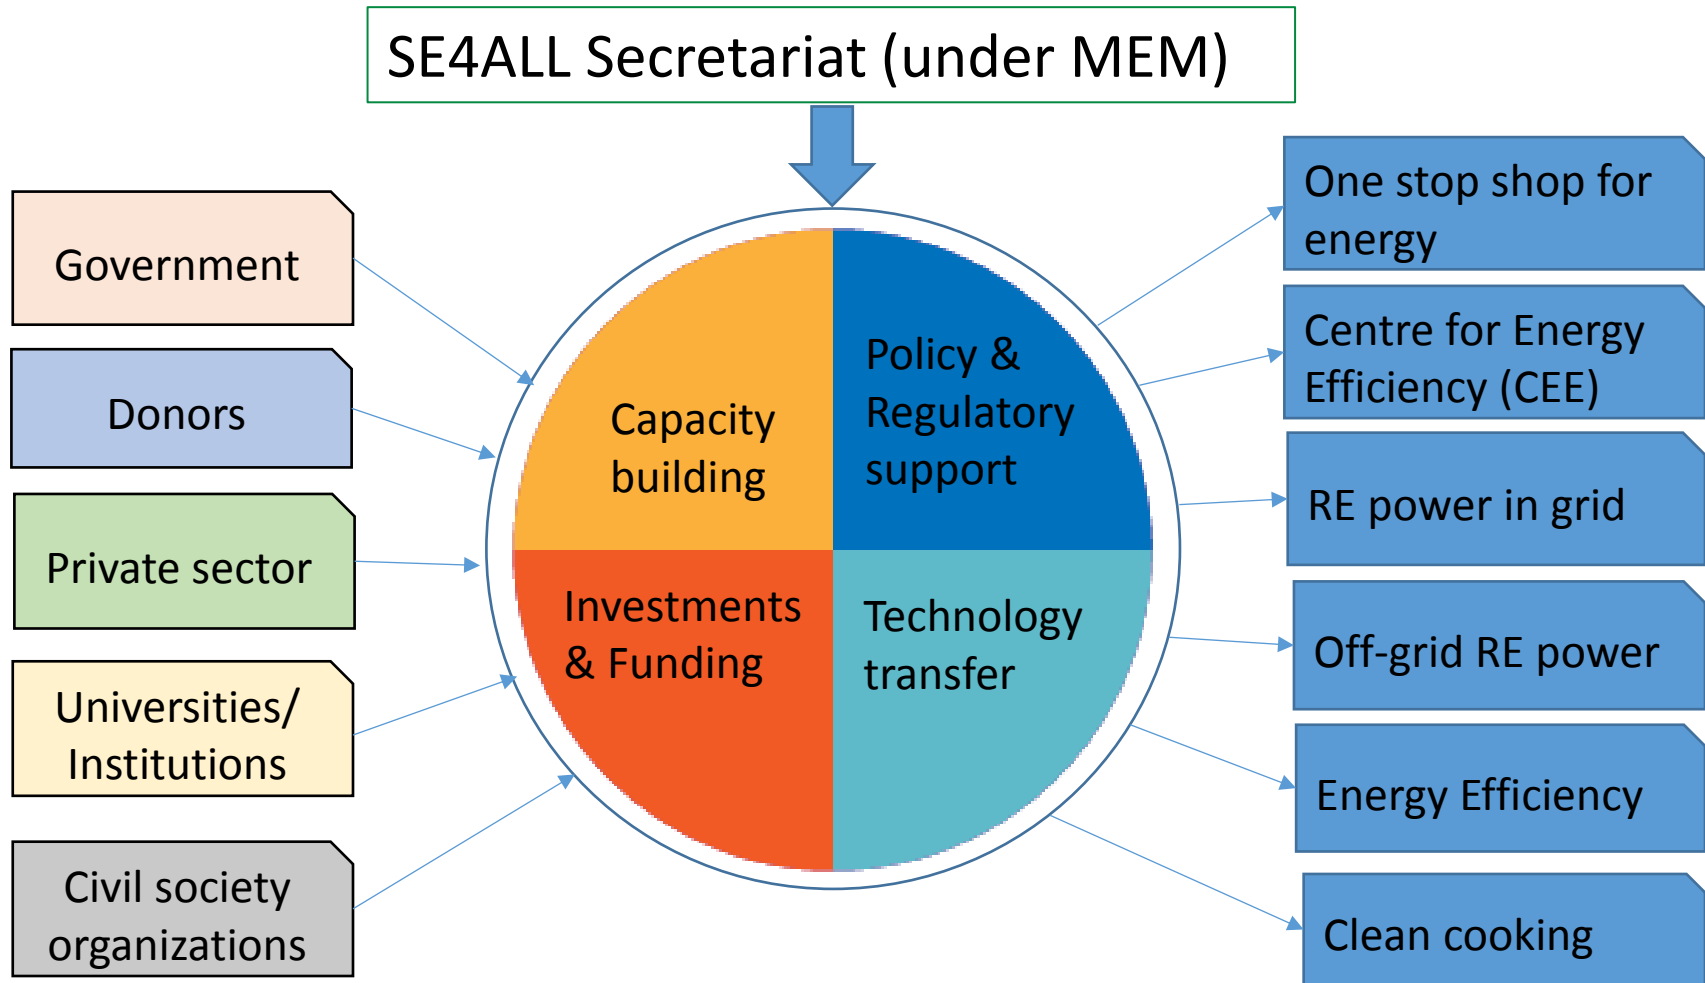 SE4ALL Secretariat (under MEM)
Government
Donors
Private sector
Universities/
Institutions
Civil society
organizations
Capacity
building
Policy &
Regulatory
support
Investments
& Funding
Technology
transfer
One stop shop for
energy
Centre for Energy
Efficiency (CEE)
RE power in grid
Off-grid RE power
Energy Efficiency
Clean cooking